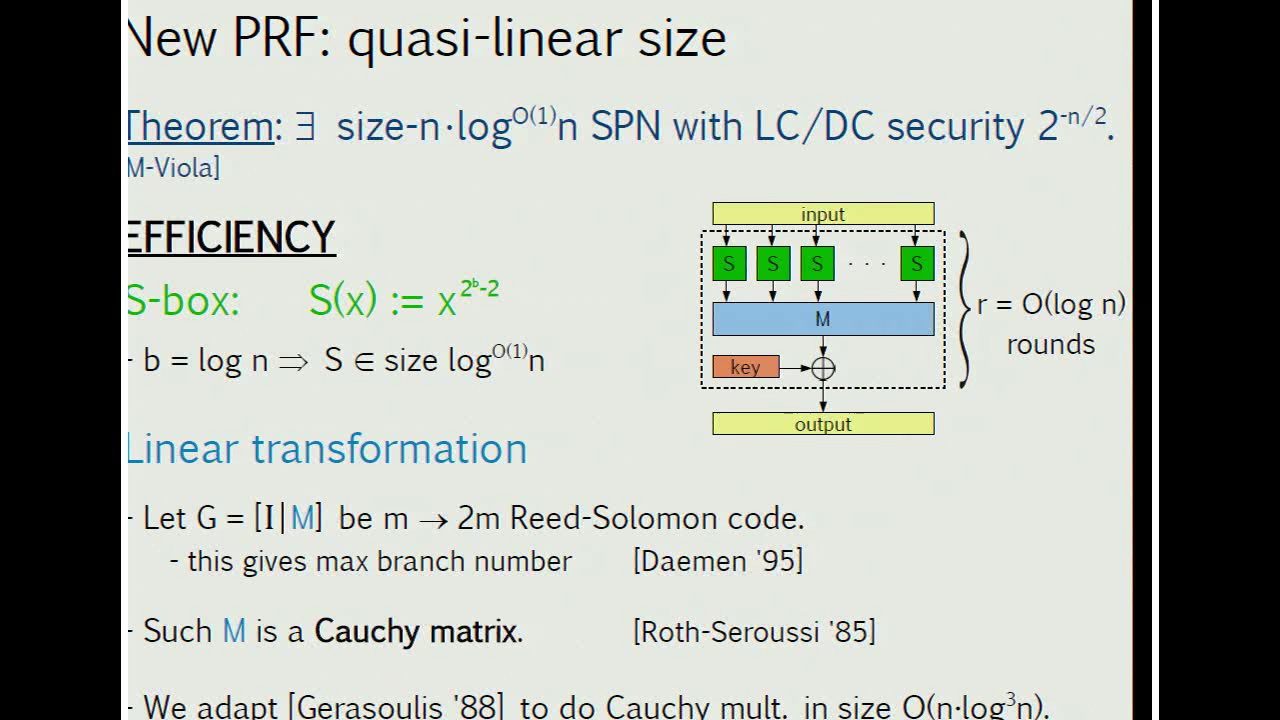 New PRF: quasi-linear size
Theorem: ∃ size-n·log^O(1)n SPN with LC/DC security 2^-n/2.
M-Viola]
EFFICIENCY
S-box: S(x) := x^2^b-2
- b = log n ⇒ S ∈ size log^O(1)n
input
S S S · · · S
M
key
output
r = O(log n)
rounds
Linear transformation
- Let G = [I|M] be m → 2m Reed-Solomon code.
- this gives max branch number [Daemen '95]
- Such M is a Cauchy matrix. [Roth-Seroussi '85]
- We adapt [Gerasoulis '88] to do Cauchy mult. in size O(n·log^3n).